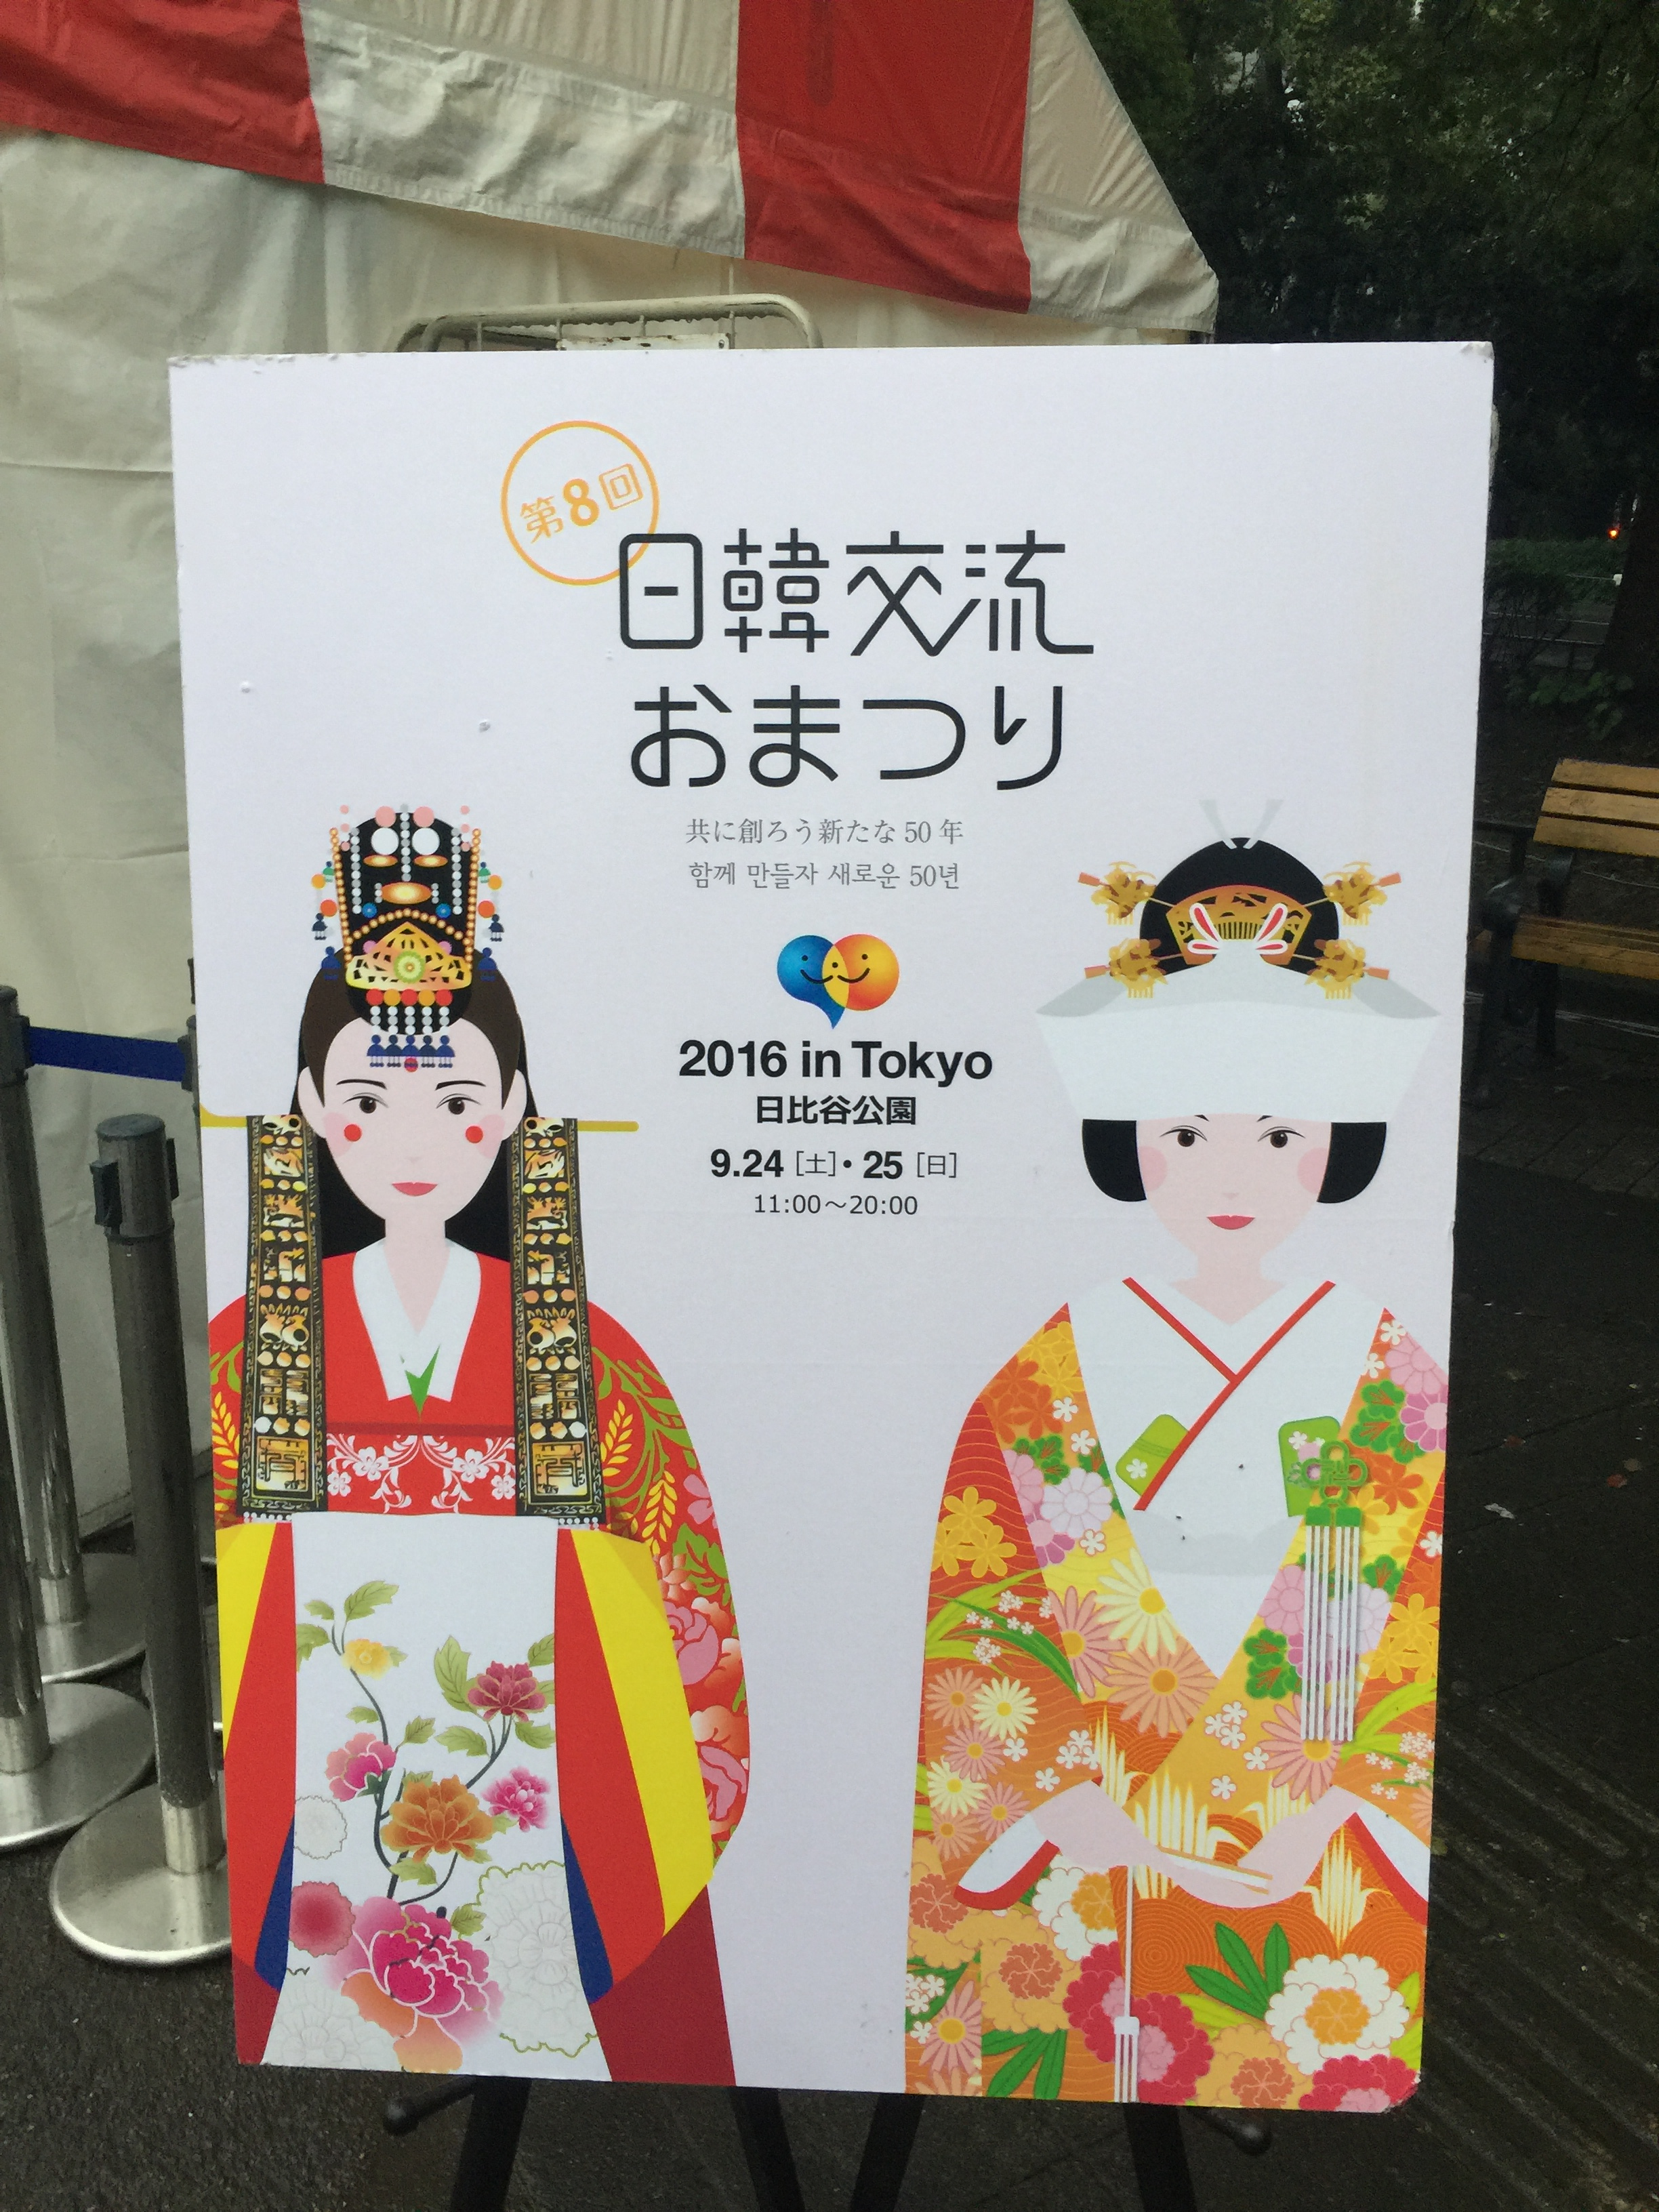 第8回
日韓交流
おまつり
共に創ろう新たな50年
함께 만들자 새로운 50년
2016 in Tokyo
日比谷公園
9.24 [土]・25 [日]
11:00～20:00